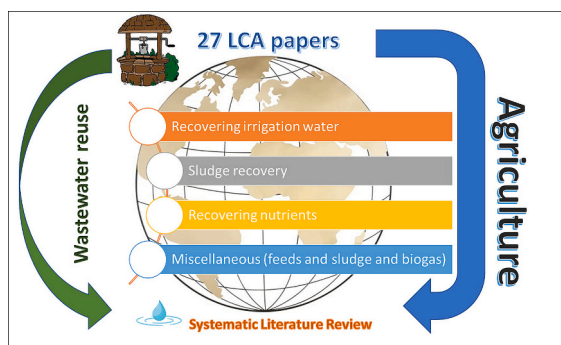 27 LCA papers
Wastewater reuse
Recovering irrigation water
Sludge recovery
Recovering nutrients
Miscellaneous (feeds and sludge and biogas)
Agriculture
Systematic Literature Review